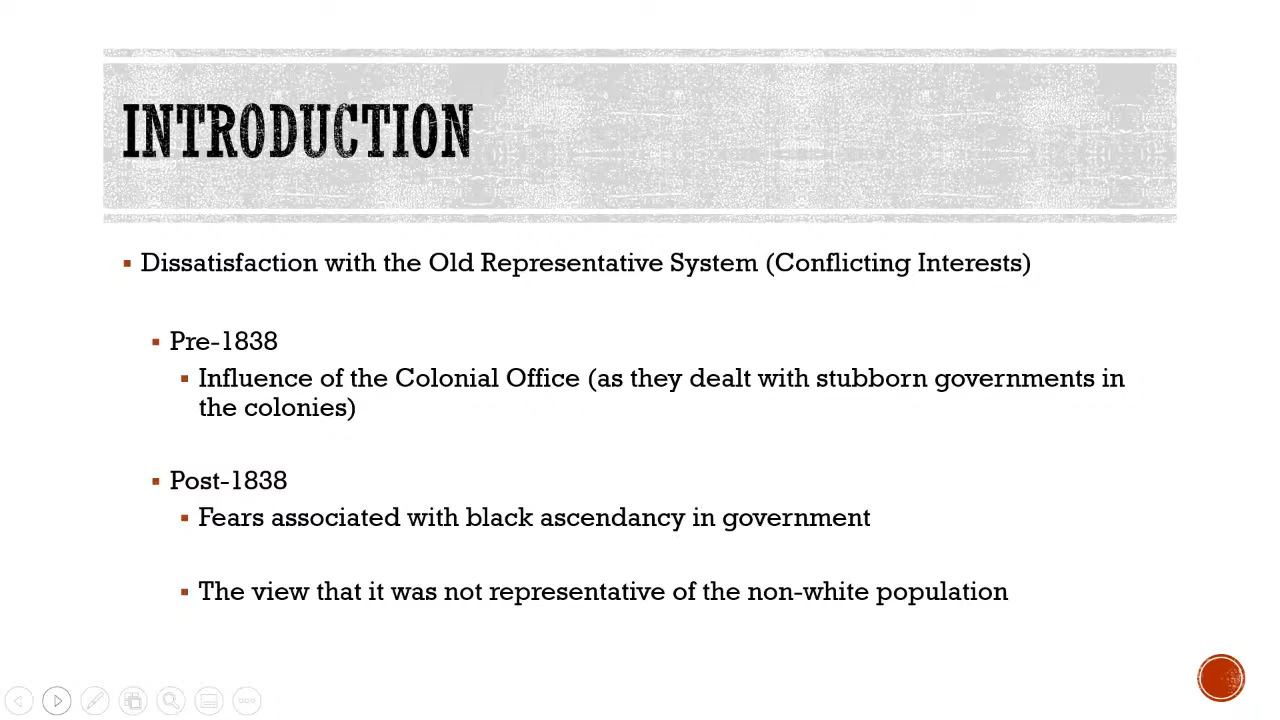 INTRODUCTION
▪ Dissatisfaction with the Old Representative System (Conflicting Interests)
▪ Pre-1838
▪ Influence of the Colonial Office (as they dealt with stubborn governments in
the colonies)
▪ Post-1838
▪ Fears associated with black ascendancy in government
▪ The view that it was not representative of the non-white population